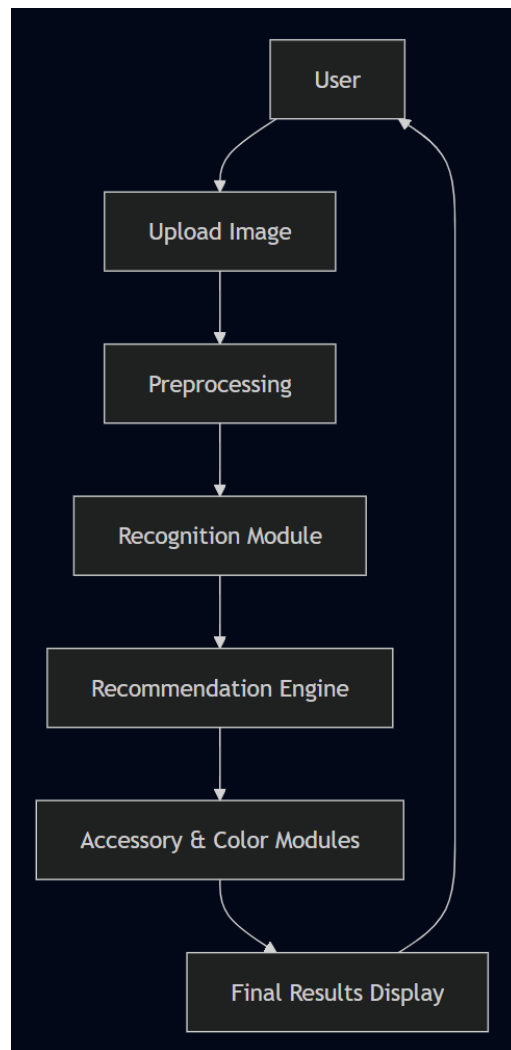 User
Upload Image
Preprocessing
Recognition Module
Recommendation Engine
Accessory & Color Modules
Final Results Display